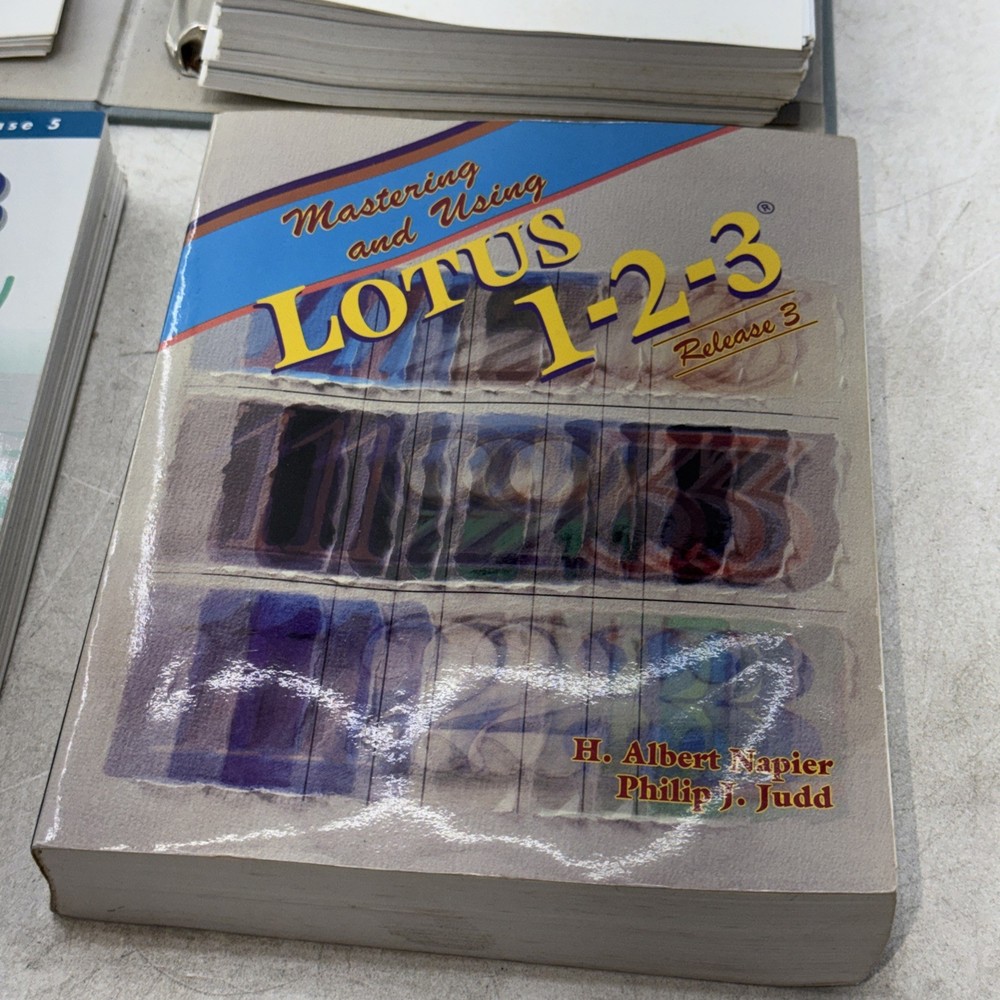 ase 5
Mastering
and Using
LOTUS
1-2-3®
Release 3
H. Albert Napier
Philip J. Judd